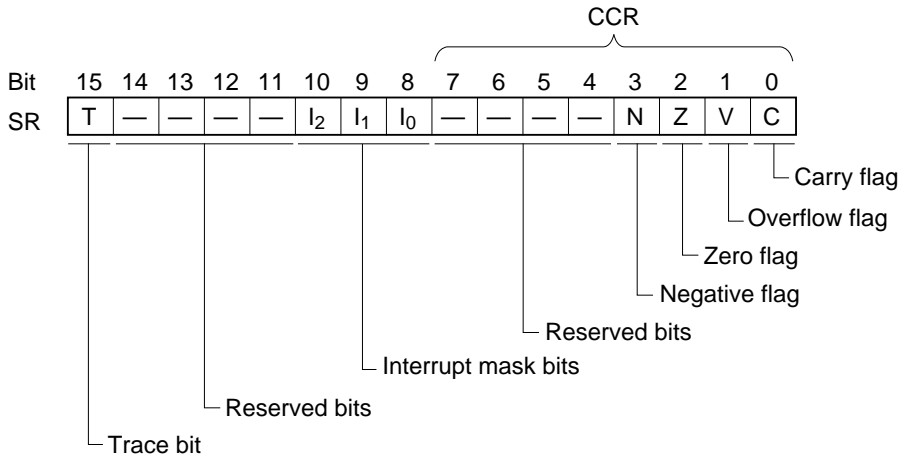 CCR
Bit 15 14 13 12 11 10 9 8 7 6 5 4 3 2 1 0
SR T — — — — I₂ I₁ I₀ — — — — N Z V C
Carry flag
Overflow flag
Zero flag
Negative flag
Reserved bits
Interrupt mask bits
Reserved bits
Trace bit